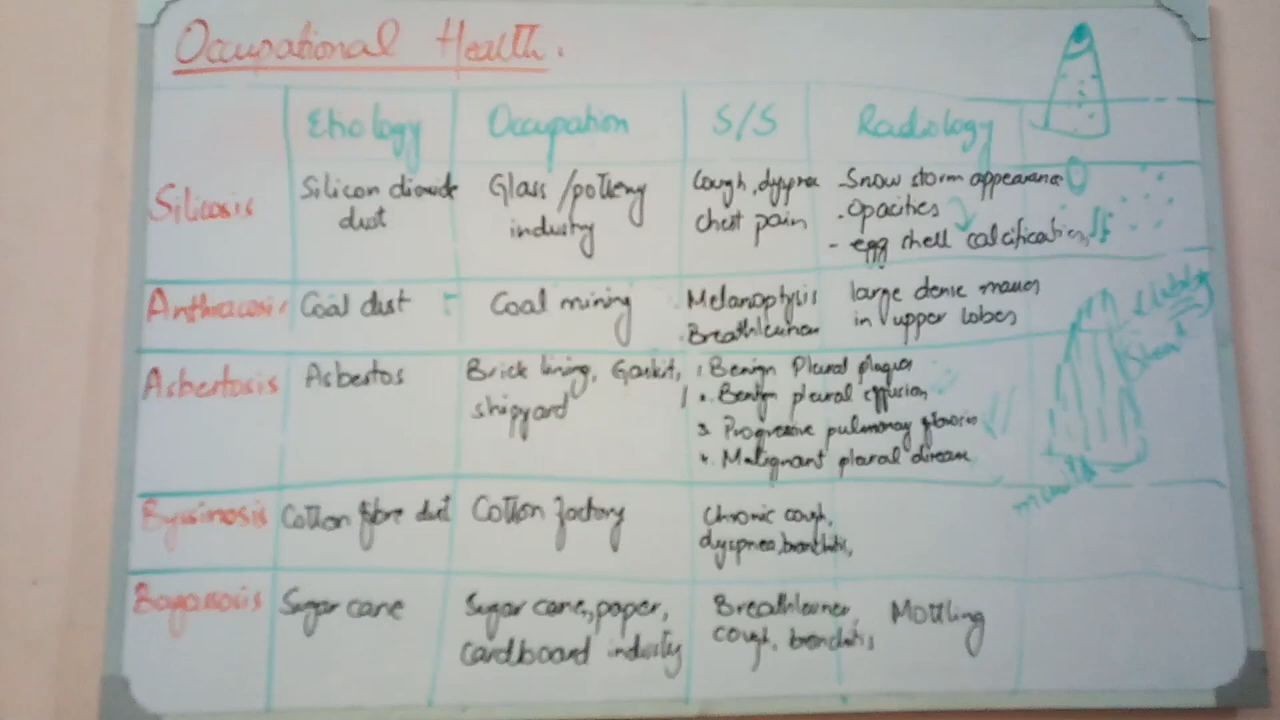 Occupational Health.
Etiology Occupation S/S Radiology
Silicosis Silicon dioxide dust Glass/pottery industry Cough, dyspnea chest pain - Snow storm appearance
. Opacities
- egg shell calcification
Anthracosis Coal dust Coal mining . Melanoptysis
. Breathlessness large dense masses
in upper lobes
Asbestosis Asbestos Brick lining, Gaskit,
shipyard
1. Benign Plural plaques
2. Benign pleural effusion
3 Progressive pulmonary fibrosis
4. Malignant plural disease
Byssinosis Cotton fibre dust Cotton factory Chronic cough,
dyspnea, bronchitis,
Bagassosis Sugar cane Sugar cane, paper,
cardboard industry
Breathlessness,
cough, bronchitis,
Mottling